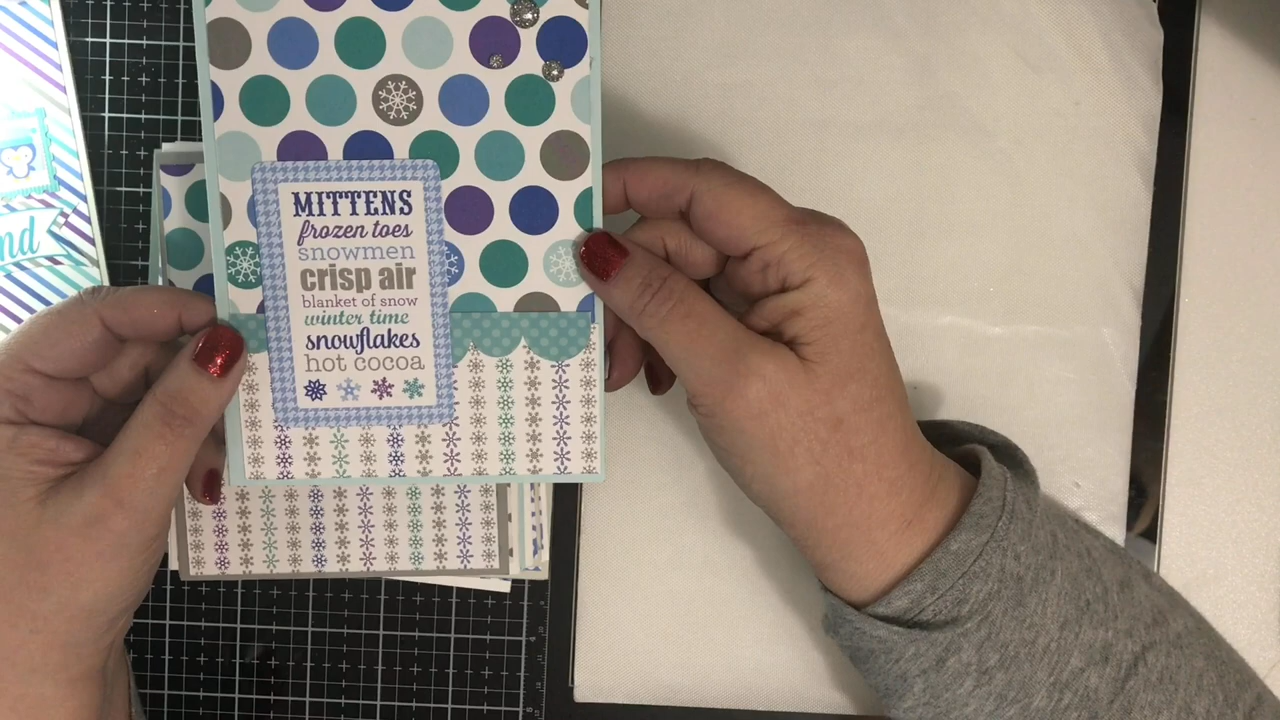 MITTENS
frozen toes
snowmen
crisp air
blanket of snow
winter time
snowflakes
hot cocoa